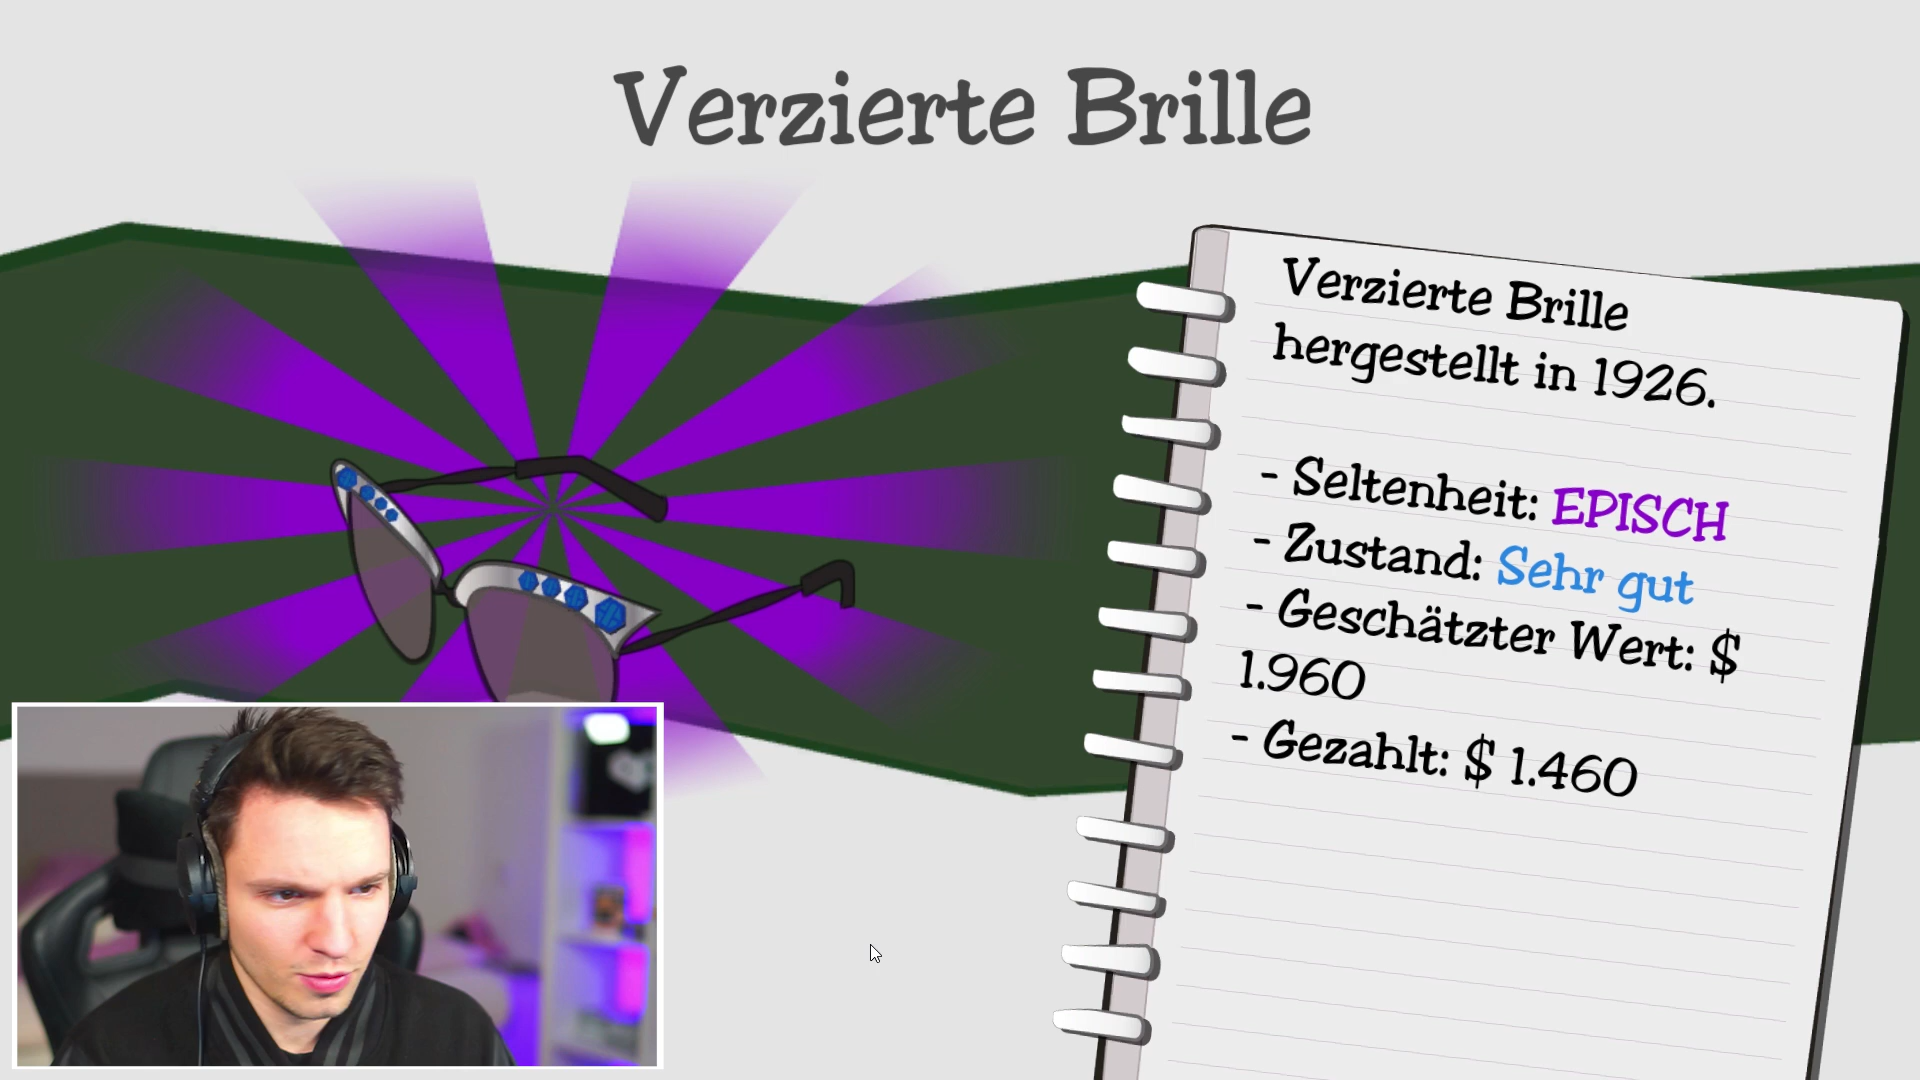 Verzierte Brille
Verzierte Brille
hergestellt in 1926.
- Seltenheit: EPISCH
- Zustand: Sehr gut
- Geschätzter Wert: $
1.960
- Gezahlt: $ 1.460